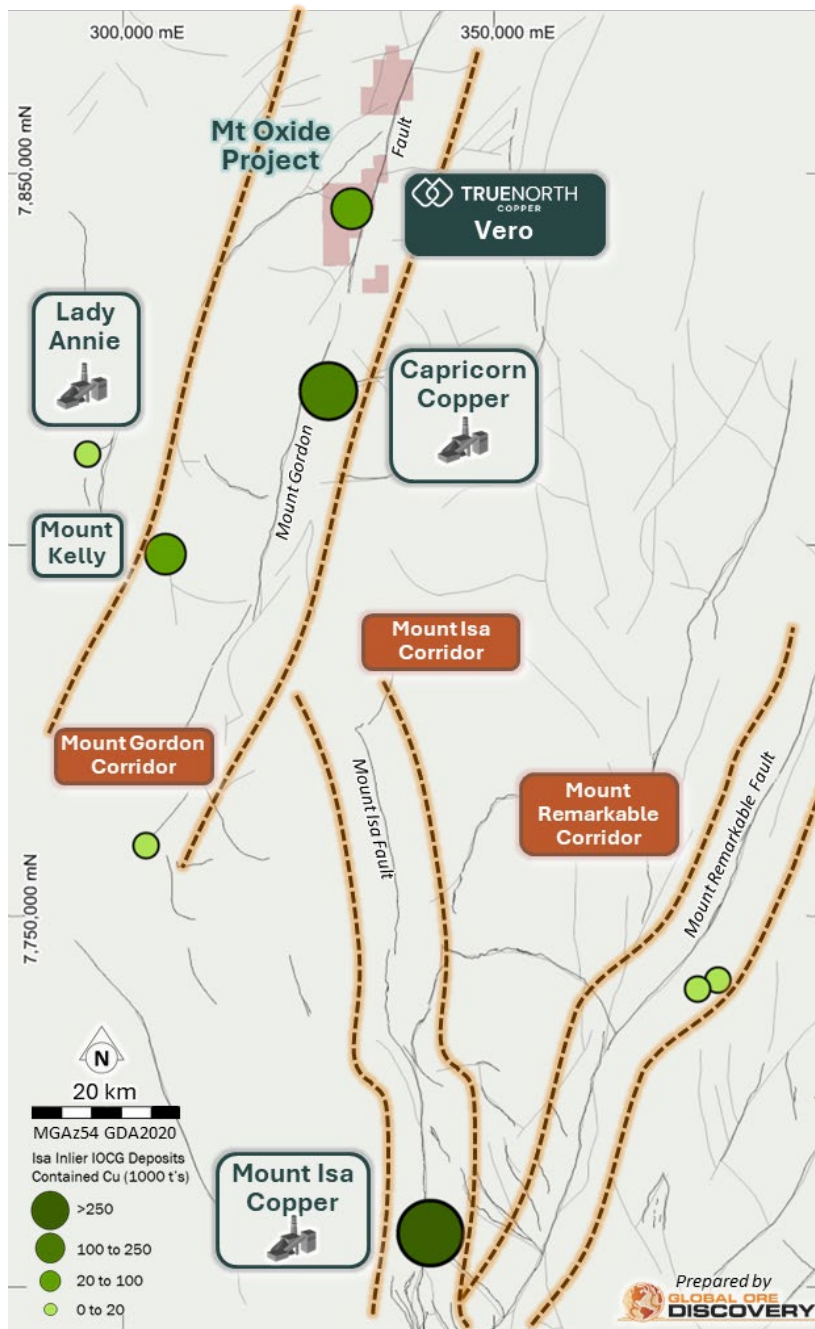 300,000 mE
350,000 mE
7,850,000 mN
Mt Oxide
Project
Fault
TRUENORTH
COPPER
Vero
Lady
Annie
Capricorn
Copper
Mount Gordon
Mount
Kelly
Mount Isa
Corridor
Mount Gordon
Corridor
Mount Isa Fault
Mount
Remarkable
Corridor
Mount Remarkable Fault
7,750,000 mN
N
20 km
MGAz54 GDA2020
Isa Inlier IOCG Deposits
Contained Cu (1000 t's)
>250
100 to 250
20 to 100
0 to 20
Mount Isa
Copper
Prepared by
GLOBAL ORE
DISCOVERY